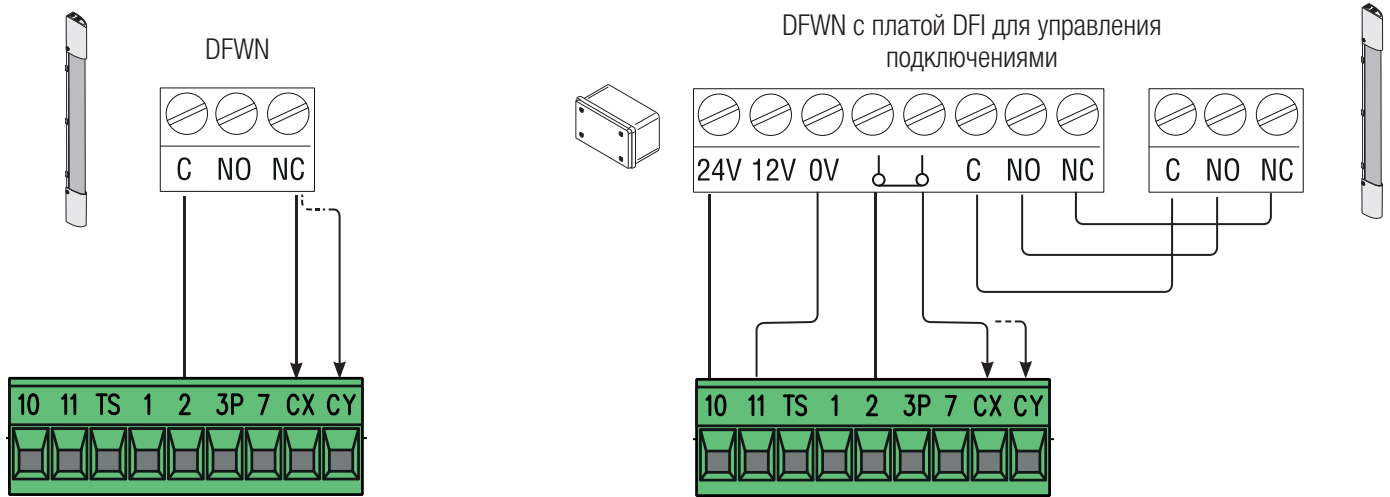 DFWN
C NO NC
10 11 TS 1 2 3P 7 CX CY
DFWN с платой DFI для управления
подключениями
24V 12V 0V C NO NC
C NO NC
10 11 TS 1 2 3P 7 CX CY